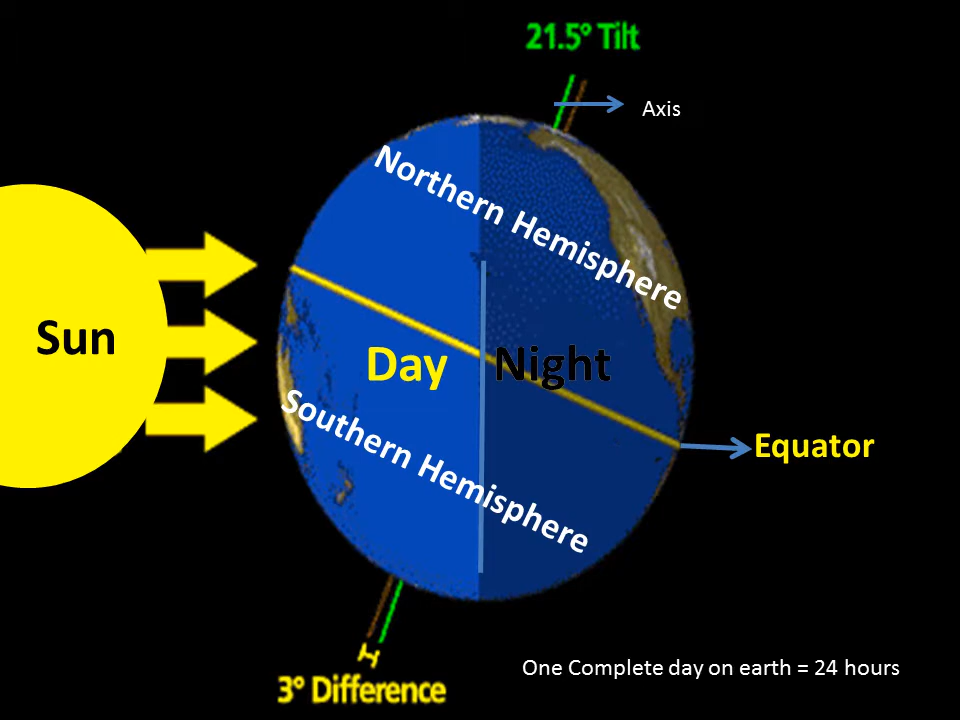 21.5° Tilt
Axis
Northern Hemisphere
Sun
Day
Night
Southern Hemisphere
Equator
One Complete day on earth = 24 hours
3° Difference